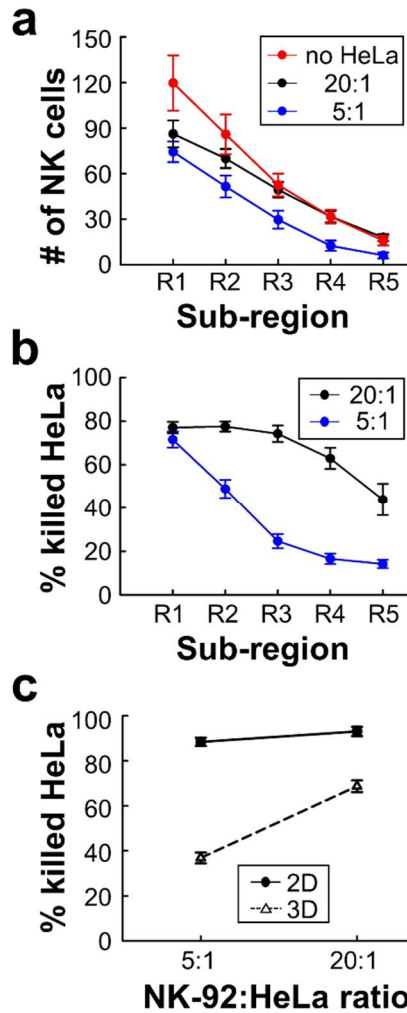 a
# of NK cells
150
120
90
60
30
0
no HeLa
20:1
5:1
R1 R2 R3 R4 R5
Sub-region
b
% killed HeLa
100
80
60
40
20
0
20:1
5:1
R1 R2 R3 R4 R5
Sub-region
c
% killed HeLa
100
80
60
40
20
0
2D
3D
5:1 20:1
NK-92:HeLa ratio